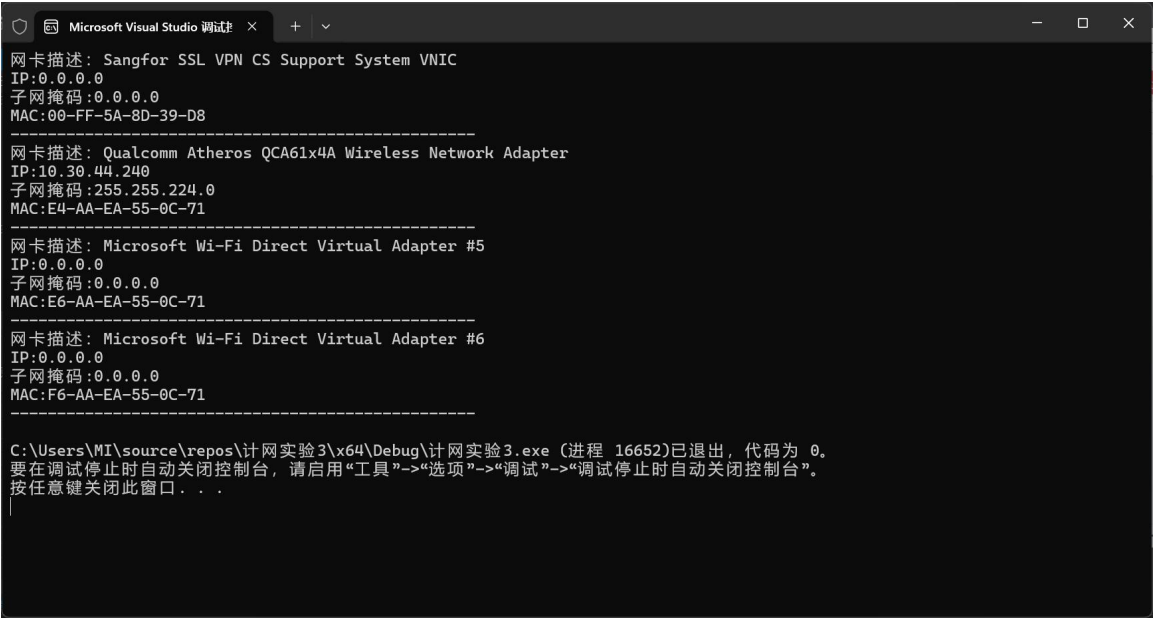 Microsoft Visual Studio 调试
网卡描述: Sangfor SSL VPN CS Support System VNIC
IP:0.0.0.0
子网掩码:0.0.0.0
MAC:00-FF-5A-8D-39-D8
--------------------------------------------------
网卡描述: Qualcomm Atheros QCA61x4A Wireless Network Adapter
IP:10.30.44.240
子网掩码:255.255.224.0
MAC:E4-AA-EA-55-0C-71
--------------------------------------------------
网卡描述: Microsoft Wi-Fi Direct Virtual Adapter #5
IP:0.0.0.0
子网掩码:0.0.0.0
MAC:E6-AA-EA-55-0C-71
--------------------------------------------------
网卡描述: Microsoft Wi-Fi Direct Virtual Adapter #6
IP:0.0.0.0
子网掩码:0.0.0.0
MAC:F6-AA-EA-55-0C-71
--------------------------------------------------
C:\Users\MI\source\repos\计网实验3\x64\Debug\计网实验3.exe (进程 16652)已退出，代码为 0。
要在调试停止时自动关闭控制台，请启用“工具”->“选项”->“调试”->“调试停止时自动关闭控制台”。
按任意键关闭此窗口. . .